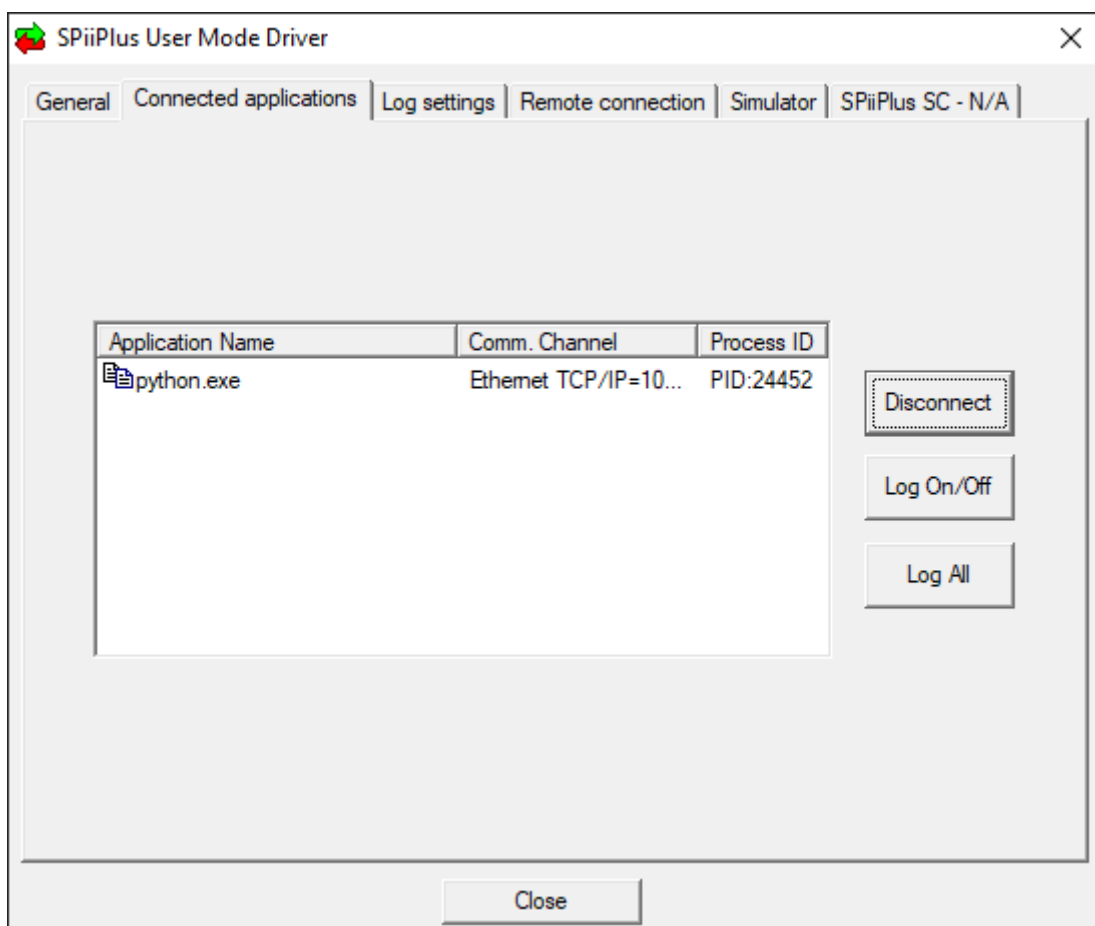 SPiiPlus User Mode Driver
General Connected applications Log settings Remote connection Simulator SPiiPlus SC - N/A
Application Name Comm. Channel Process ID
python.exe Ethernet TCP/IP=10... PID:24452
Disconnect
Log On/Off
Log All
Close